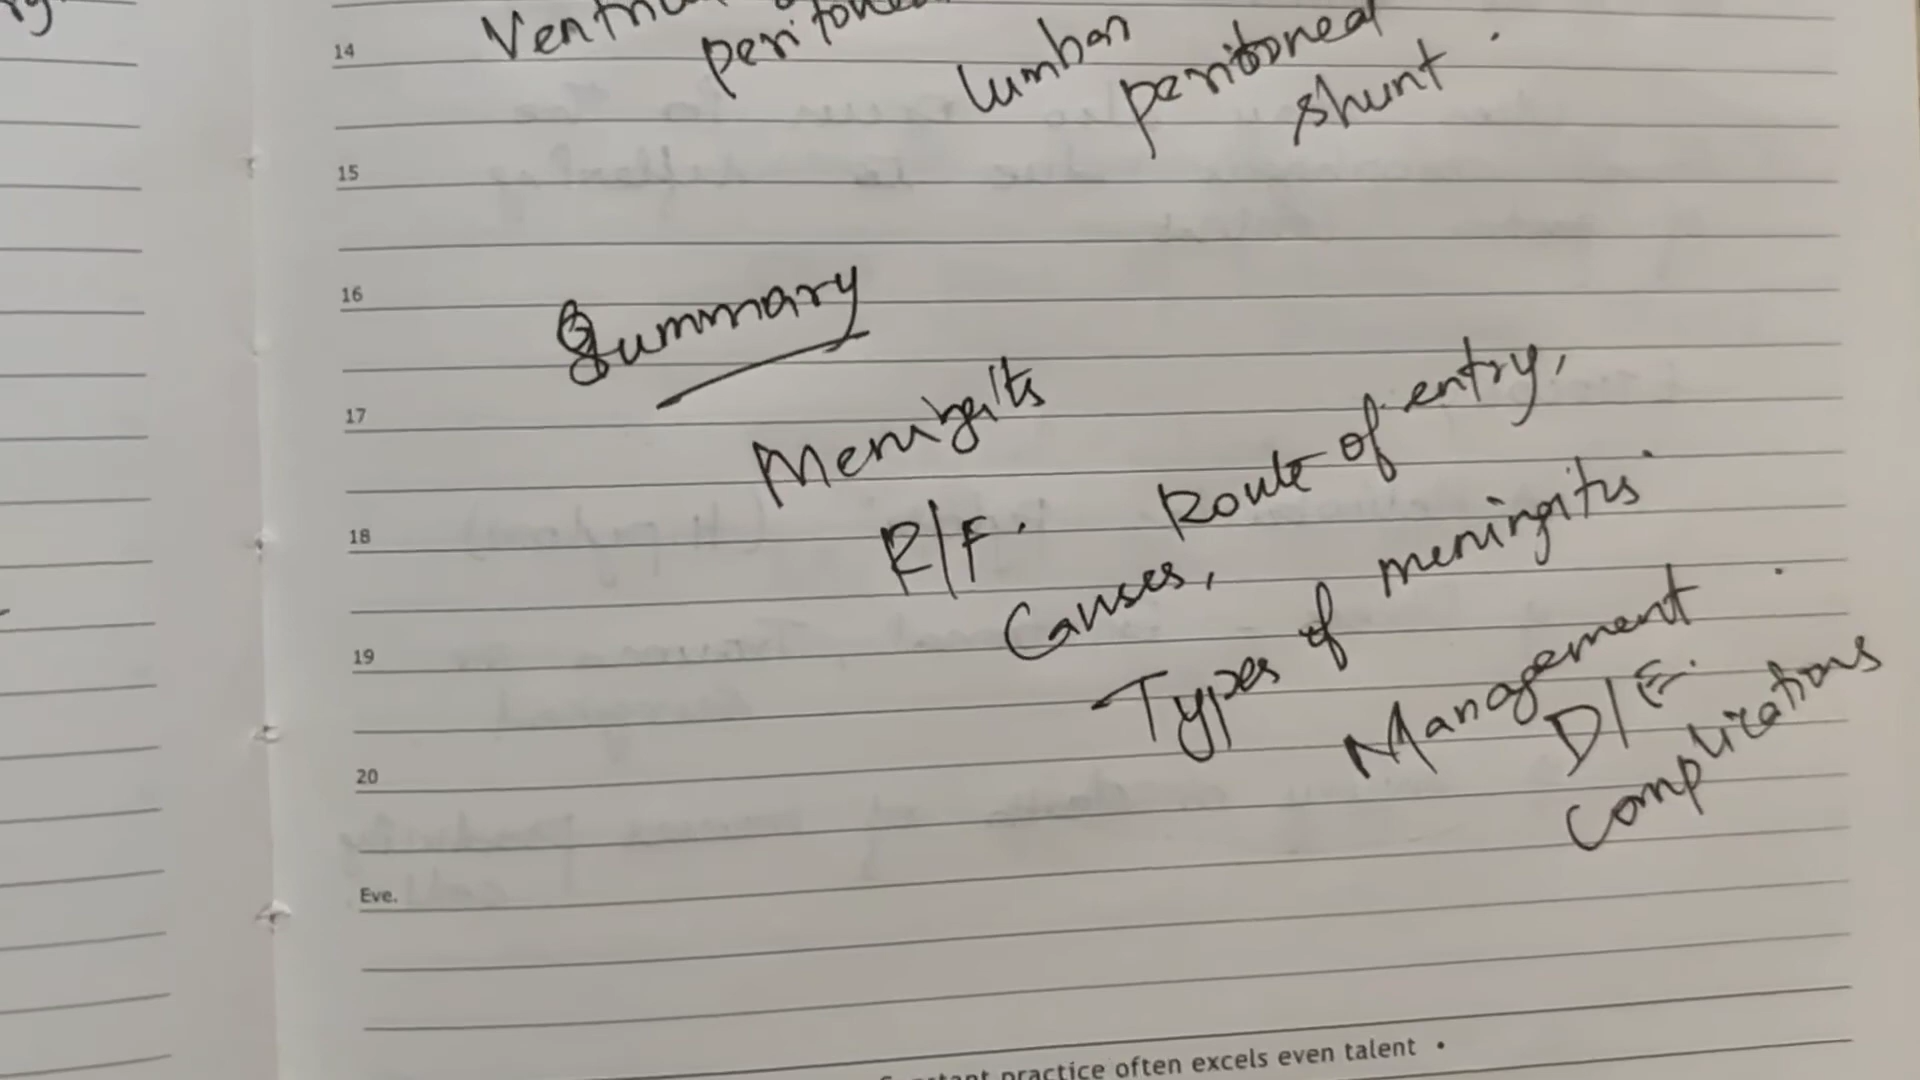 14
peritoneal
lumbar
peritoneal
shunt.
15
16
Summary
17
Meningitis
R/F. Route of entry,
18
Causes,
19
Types of meningitis.
Management.
D/E.
20
Complications
Eve.
practice often excels even talent •